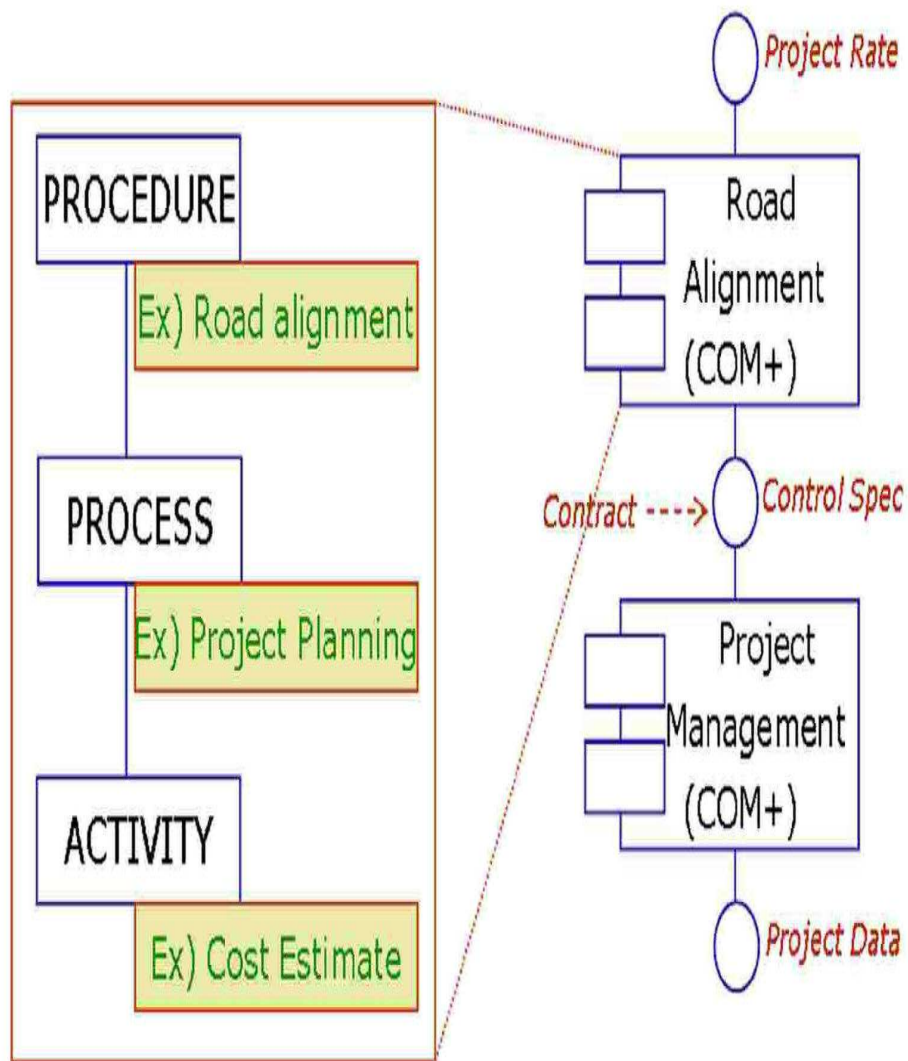 PROCEDURE
Ex) Road alignment
PROCESS
Ex) Project Planning
ACTIVITY
Ex) Cost Estimate
Project Rate
Road
Alignment
(COM+)
Contract
Control Spec
Project
Management
(COM+)
Project Data